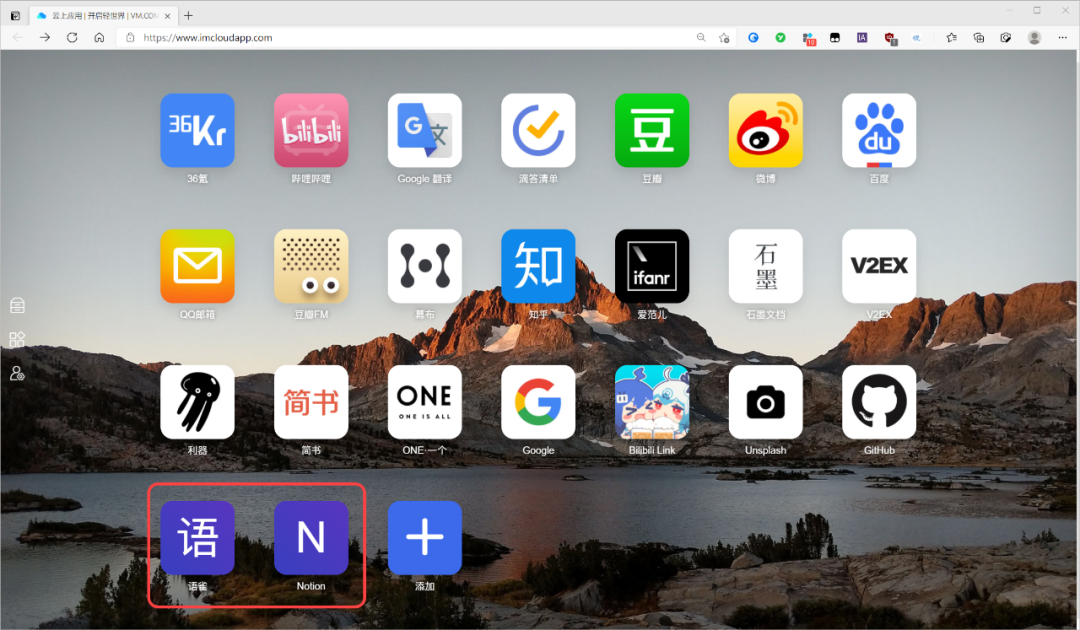 云上应用 | 开启轻世界 | VM.COM
https://www.imcloudapp.com
10
IA
1
36Kr
bilibili
G 文
豆
du
36氪
哔哩哔哩
Google 翻译
滴答清单
豆瓣
微博
百度
知
ifanr
石墨
V2EX
QQ邮箱
豆瓣FM
幕布
知乎
爱范儿
石墨文档
V2EX
简书
ONE
ONE IS ALL
G
利器
简书
ONE·一个
Google
Bilibili Link
Unsplash
GitHub
语
N
语雀
Notion
添加